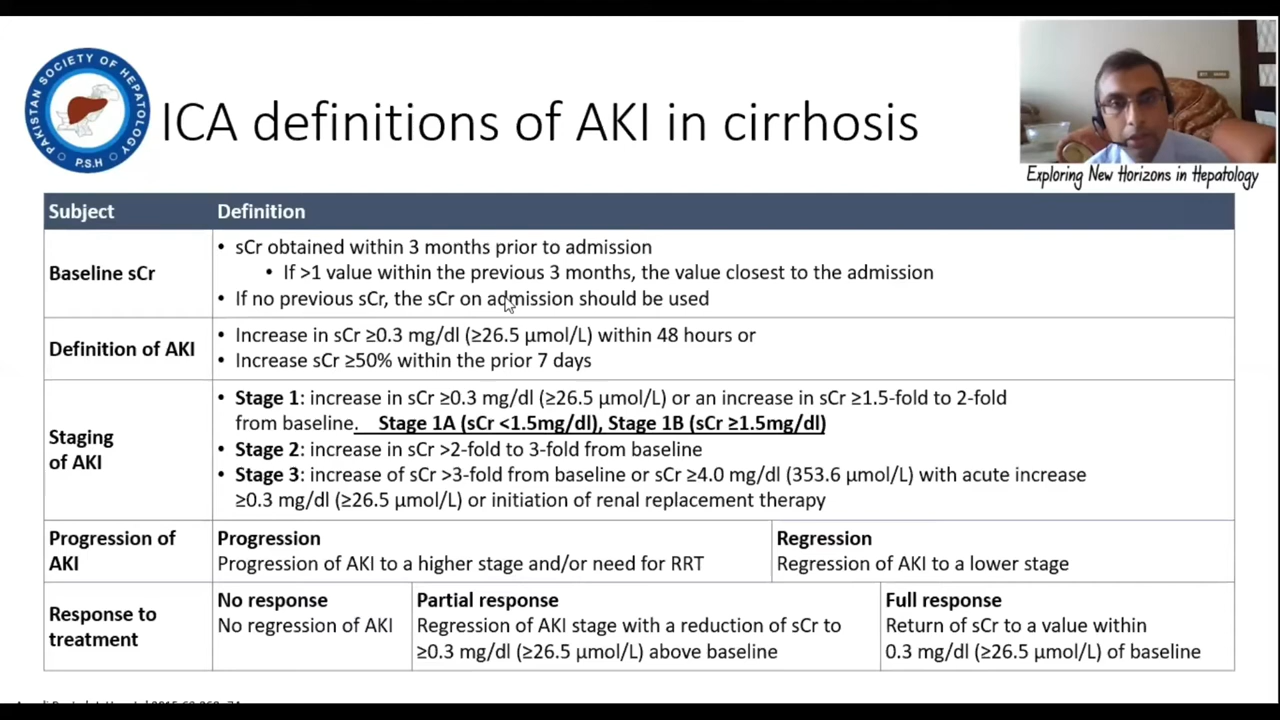 PAKISTAN SOCIETY OF HEPATOLOGY
P.S.H
ICA definitions of AKI in cirrhosis
Exploring New Horizons in Hepatology
Subject
Definition
Baseline sCr
• sCr obtained within 3 months prior to admission
• If >1 value within the previous 3 months, the value closest to the admission
• If no previous sCr, the sCr on admission should be used
Definition of AKI
• Increase in sCr ≥0.3 mg/dl (≥26.5 µmol/L) within 48 hours or
• Increase sCr ≥50% within the prior 7 days
Staging
of AKI
• Stage 1: increase in sCr ≥0.3 mg/dl (≥26.5 µmol/L) or an increase in sCr ≥1.5-fold to 2-fold
from baseline. Stage 1A (sCr <1.5mg/dl), Stage 1B (sCr ≥1.5mg/dl)
• Stage 2: increase in sCr >2-fold to 3-fold from baseline
• Stage 3: increase of sCr >3-fold from baseline or sCr ≥4.0 mg/dl (353.6 µmol/L) with acute increase
≥0.3 mg/dl (≥26.5 µmol/L) or initiation of renal replacement therapy
Progression of
AKI
Progression
Progression of AKI to a higher stage and/or need for RRT
Regression
Regression of AKI to a lower stage
Response to
treatment
No response
No regression of AKI
Partial response
Regression of AKI stage with a reduction of sCr to
≥0.3 mg/dl (≥26.5 µmol/L) above baseline
Full response
Return of sCr to a value within
0.3 mg/dl (≥26.5 µmol/L) of baseline